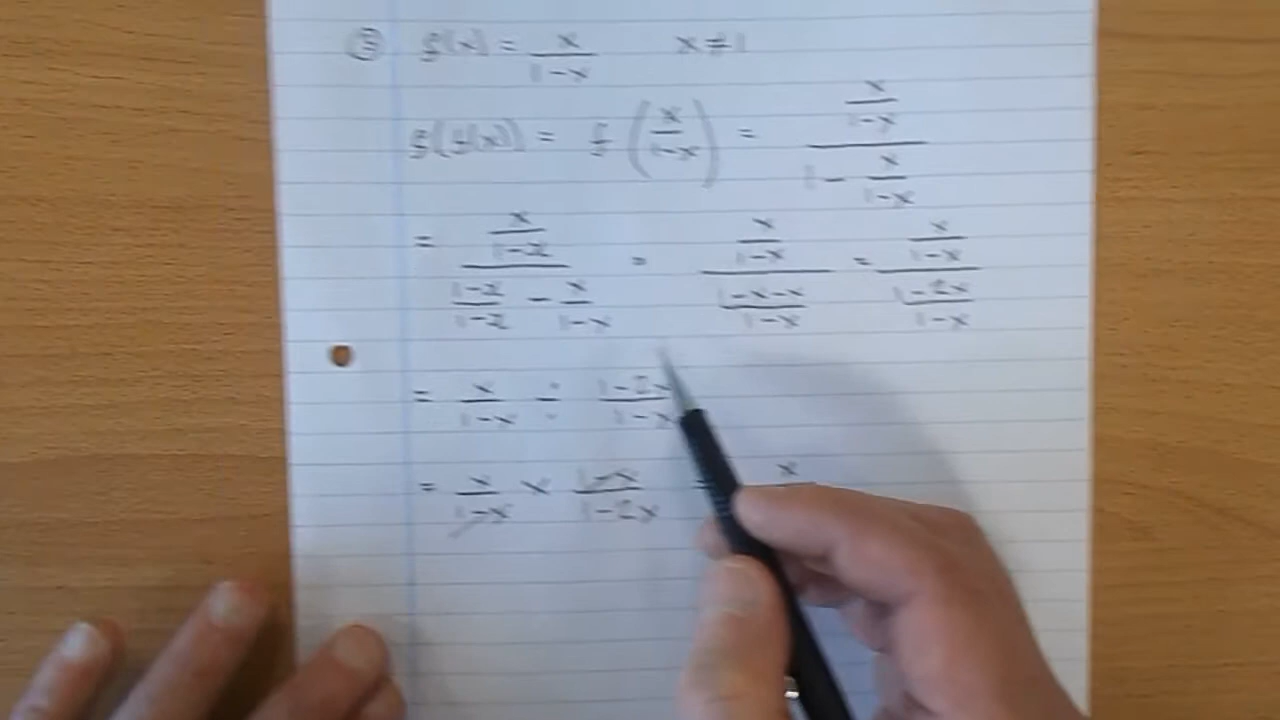 ③ f(x) = x/(1-x) x ≠ 1
f(f(x)) = f(x/(1-x)) = (x/(1-x))/(1 - x/(1-x))
= (x/(1-x))/((1-x)/(1-x) - x/(1-x)) = (x/(1-x))/((1-x-x)/(1-x)) = (x/(1-x))/((1-2x)/(1-x))
= x/(1-x) ÷ (1-2x)/(1-x)
= x/(1-x) × (1-x)/(1-2x) = x